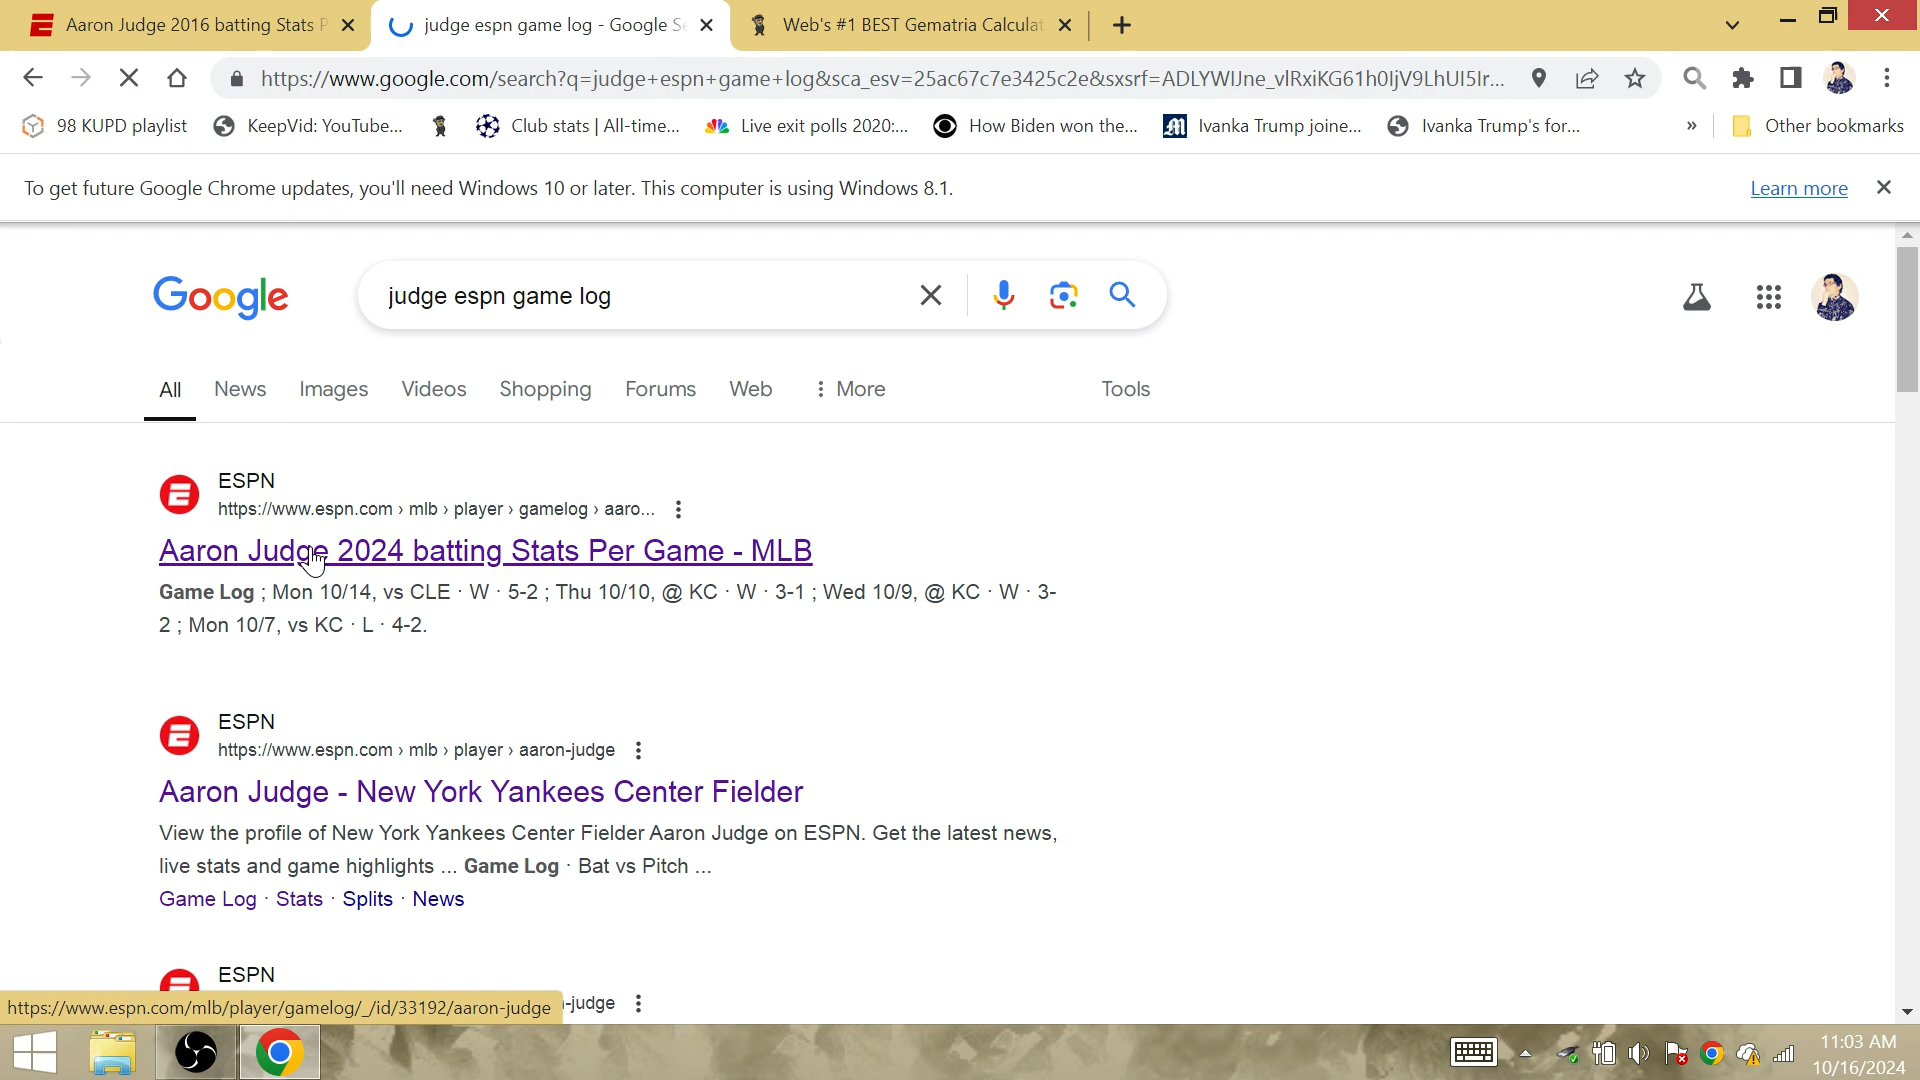 Aaron Judge 2016 batting Stats P
judge espn game log - Google Se
Web's #1 BEST Gematria Calculat
https://www.google.com/search?q=judge+espn+game+log&sca_esv=25ac67c7e3425c2e&sxsrf=ADLYWIJne_vlRxiKG61h0IjV9LhUI5Ir...
98 KUPD playlist
KeepVid: YouTube...
Club stats | All-time...
Live exit polls 2020:...
How Biden won the...
Ivanka Trump joine...
Ivanka Trump's for...
»
Other bookmarks
To get future Google Chrome updates, you'll need Windows 10 or later. This computer is using Windows 8.1.
Learn more
Google
judge espn game log
All News Images Videos Shopping Forums Web More Tools
ESPN
https://www.espn.com › mlb › player › gamelog › aaro...
Aaron Judge 2024 batting Stats Per Game - MLB
Game Log ; Mon 10/14, vs CLE · W · 5-2 ; Thu 10/10, @ KC · W · 3-1 ; Wed 10/9, @ KC · W · 3-
2 ; Mon 10/7, vs KC · L · 4-2.
ESPN
https://www.espn.com › mlb › player › aaron-judge
Aaron Judge - New York Yankees Center Fielder
View the profile of New York Yankees Center Fielder Aaron Judge on ESPN. Get the latest news,
live stats and game highlights ... Game Log · Bat vs Pitch ...
Game Log · Stats · Splits · News
ESPN
-judge
https://www.espn.com/mlb/player/gamelog/_/id/33192/aaron-judge
11:03 AM
10/16/2024